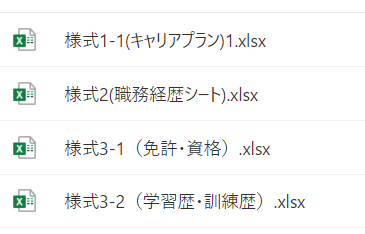 様式1-1(キャリアプラン)1.xlsx
様式2(職務経歴シート).xlsx
様式3-1（免許・資格）.xlsx
様式3-2（学習歴・訓練歴）.xlsx